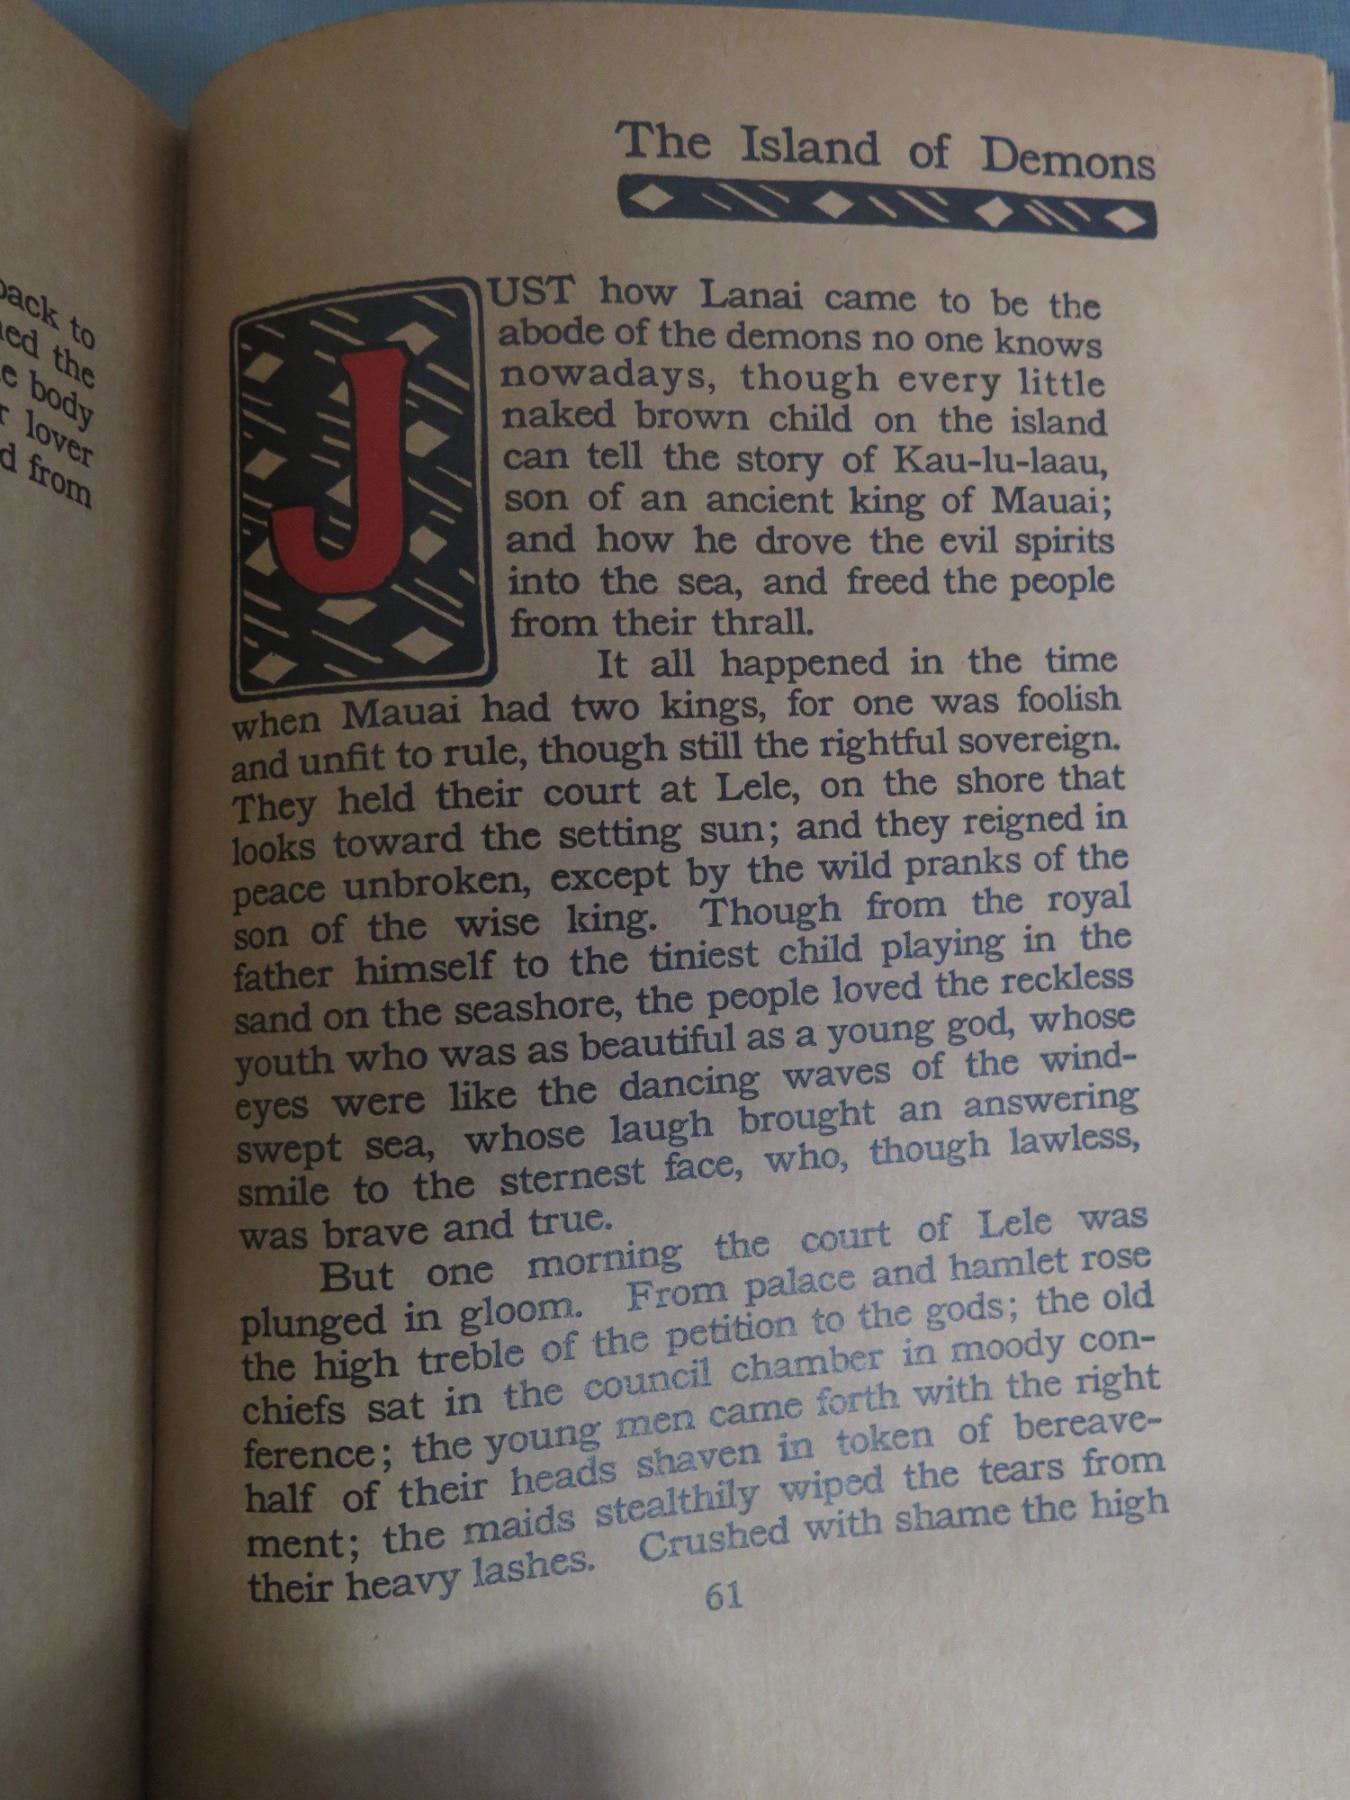 back to
the
body
lover
from
The Island of Demons
JUST how Lanai came to be the
abode of the demons no one knows
nowadays, though every little
naked brown child on the island
can tell the story of Kau-lu-laau,
son of an ancient king of Mauai;
and how he drove the evil spirits
into the sea, and freed the people
from their thrall.
It all happened in the time
when Mauai had two kings, for one was foolish
and unfit to rule, though still the rightful sovereign.
They held their court at Lele, on the shore that
looks toward the setting sun; and they reigned in
peace unbroken, except by the wild pranks of the
son of the wise king. Though from the royal
father himself to the tiniest child playing in the
sand on the seashore, the people loved the reckless
youth who was as beautiful as a young god, whose
eyes were like the dancing waves of the wind-
swept sea, whose laugh brought an answering
smile to the sternest face, who, though lawless,
was brave and true.
But one morning the court of Lele was
plunged in gloom. From palace and hamlet rose
the high treble of the petition to the gods; the old
chiefs sat in the council chamber in moody con-
ference; the young men came forth with the right
half of their heads shaven in token of bereave-
ment; the maids stealthily wiped the tears from
their heavy lashes. Crushed with shame the high
61